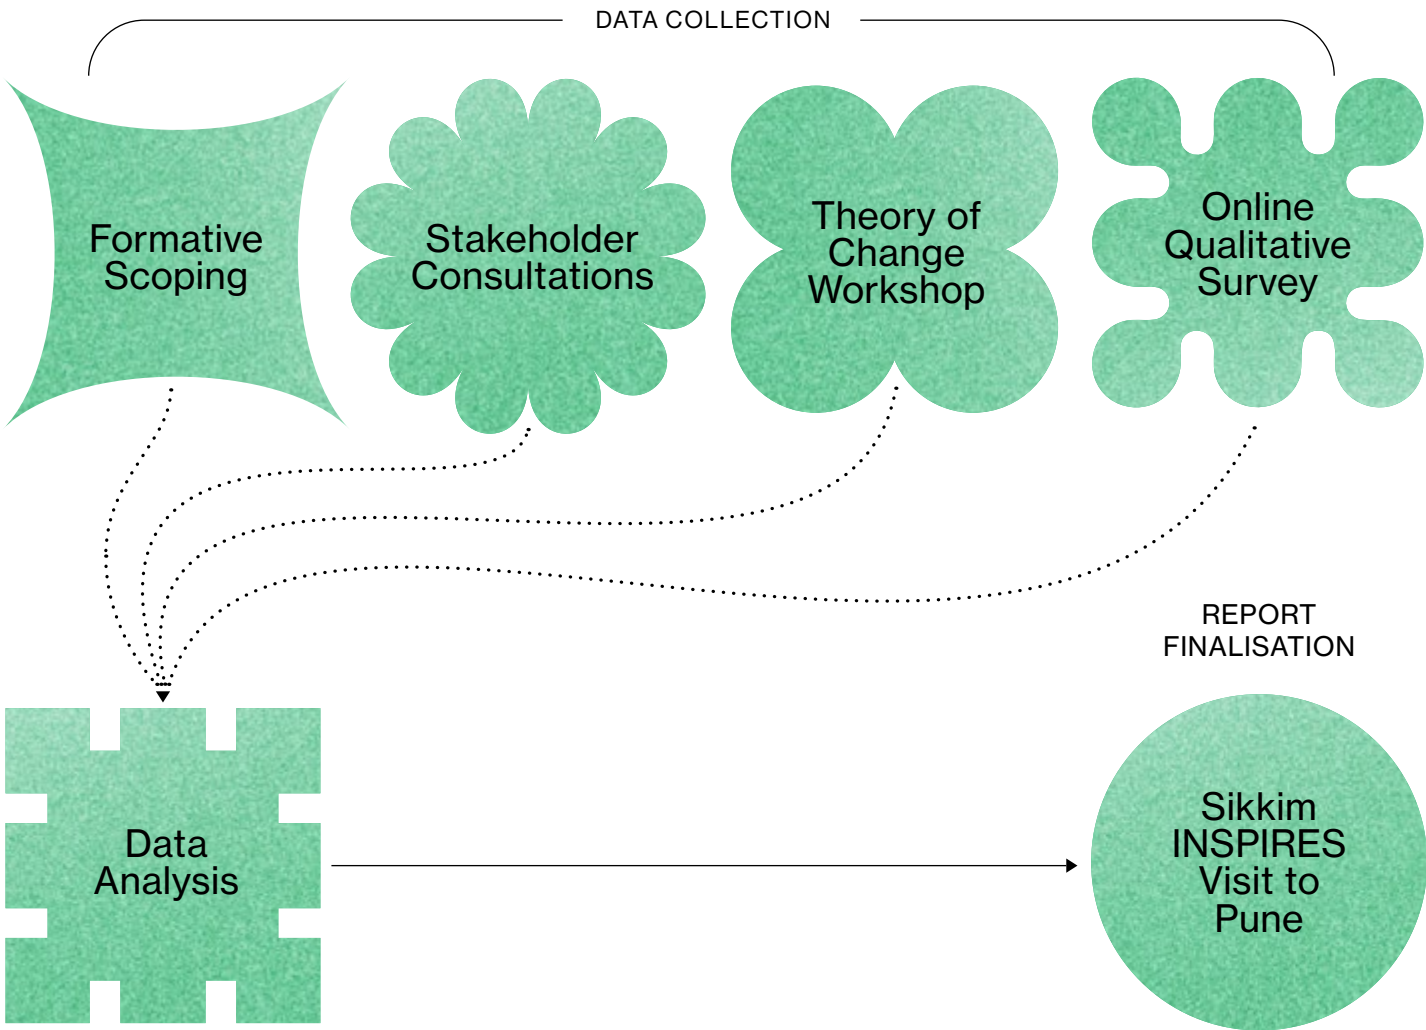 DATA COLLECTION
Formative
Scoping
Stakeholder
Consultations
Theory of
Change
Workshop
Online
Qualitative
Survey
REPORT
FINALISATION
Data
Analysis
Sikkim
INSPIRES
Visit to
Pune